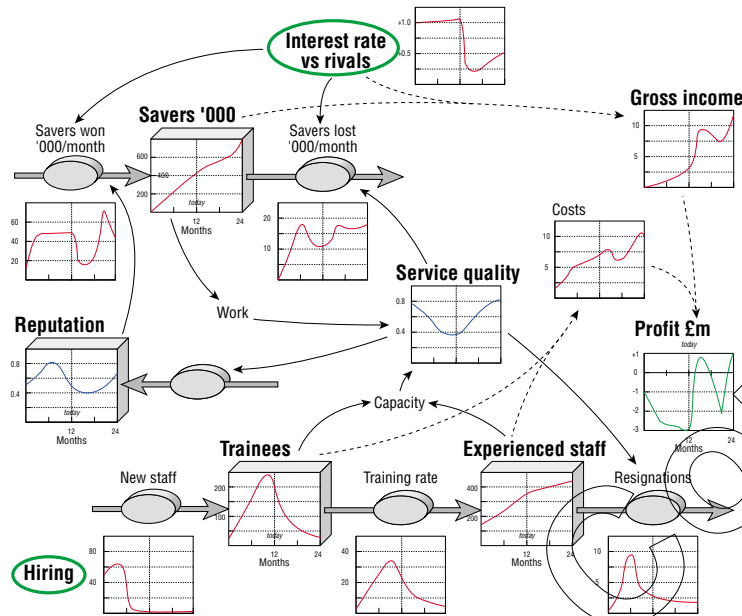 Interest rate
vs rivals
+1.0
+0.5
Gross income
10
5
Savers won
'000/month
Savers '000
600
400
200
today
12
24
Months
Savers lost
'000/month
60
40
20
20
10
Costs
10
5
Service quality
0.8
0.4
Work
Reputation
0.8
0.4
today
12
24
Months
Profit £m
today
+1
0
-1
-2
-3
12
24
Months
Capacity
Trainees
200
100
today
12
24
Months
Experienced staff
400
200
today
12
24
Months
New staff
Training rate
Resignations
Hiring
80
40
40
20
10
5